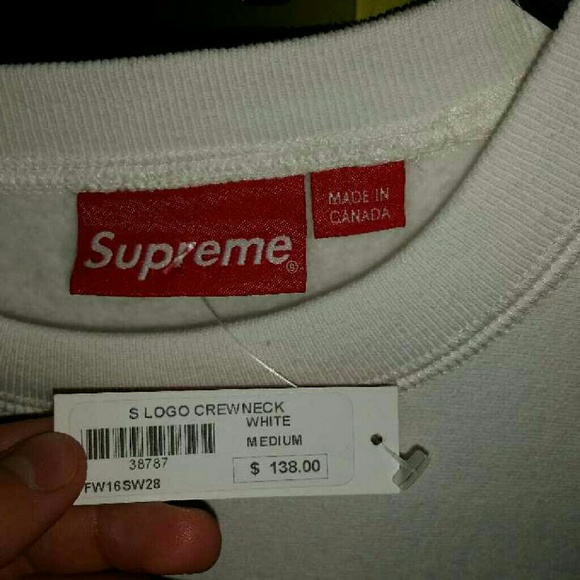 Supreme
MADE IN
CANADA
S LOGO CREWNECK
WHITE
MEDIUM
38787
$ 138.00
FW16SW28